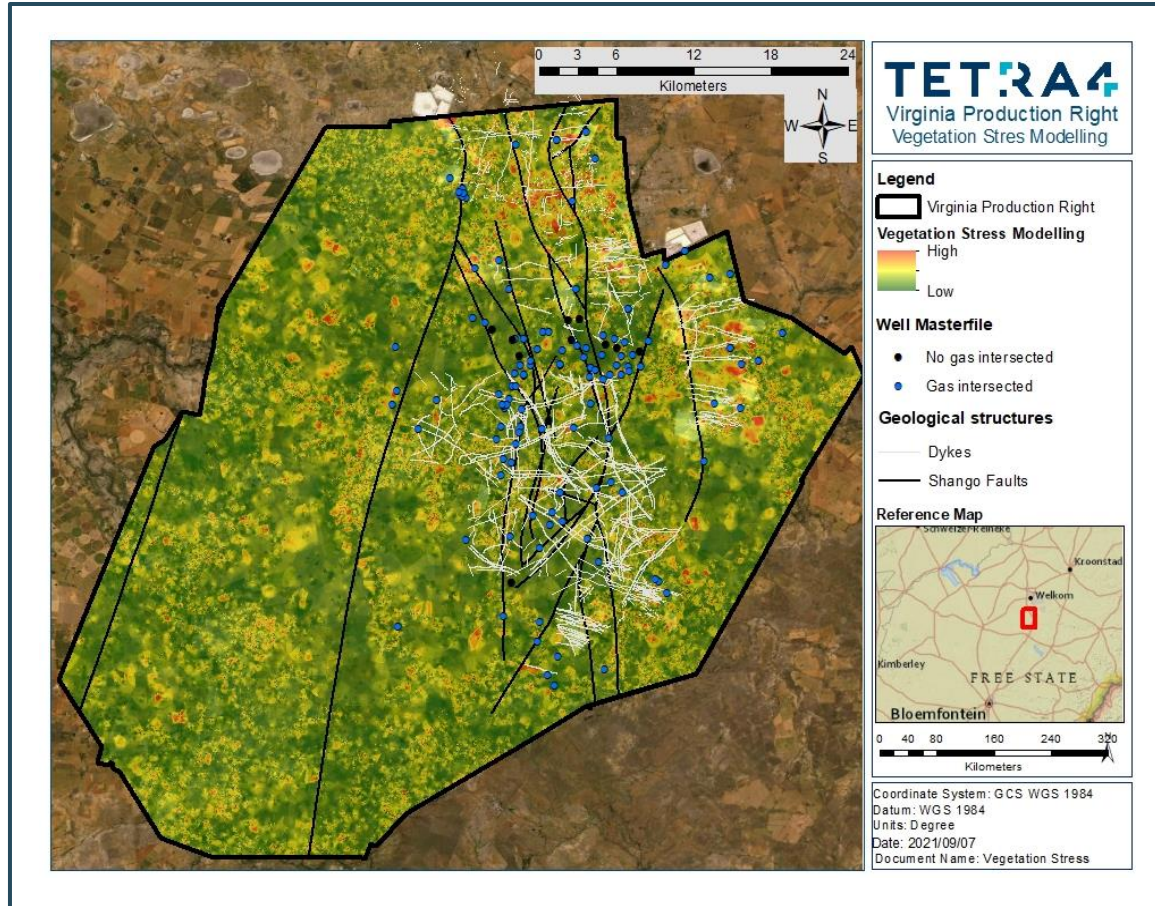 0 3 6 12 18 24
Kilometers
N
W E
S
TETRA4
Virginia Production Right
Vegetation Stres Modelling
Legend
Virginia Production Right
Vegetation Stress Modelling
High
Low
Well Masterfile
No gas intersected
Gas intersected
Geological structures
Dykes
Shango Faults
Reference Map
Schweizer-Reineke
Kroonstad
Welkom
Kimberley
FREE STATE
Bloemfontein
0 40 80 160 240 320
Kilometers
Coordinate System: GCS WGS 1984
Datum: WGS 1984
Units: Degree
Date: 2021/09/07
Document Name: Vegetation Stress